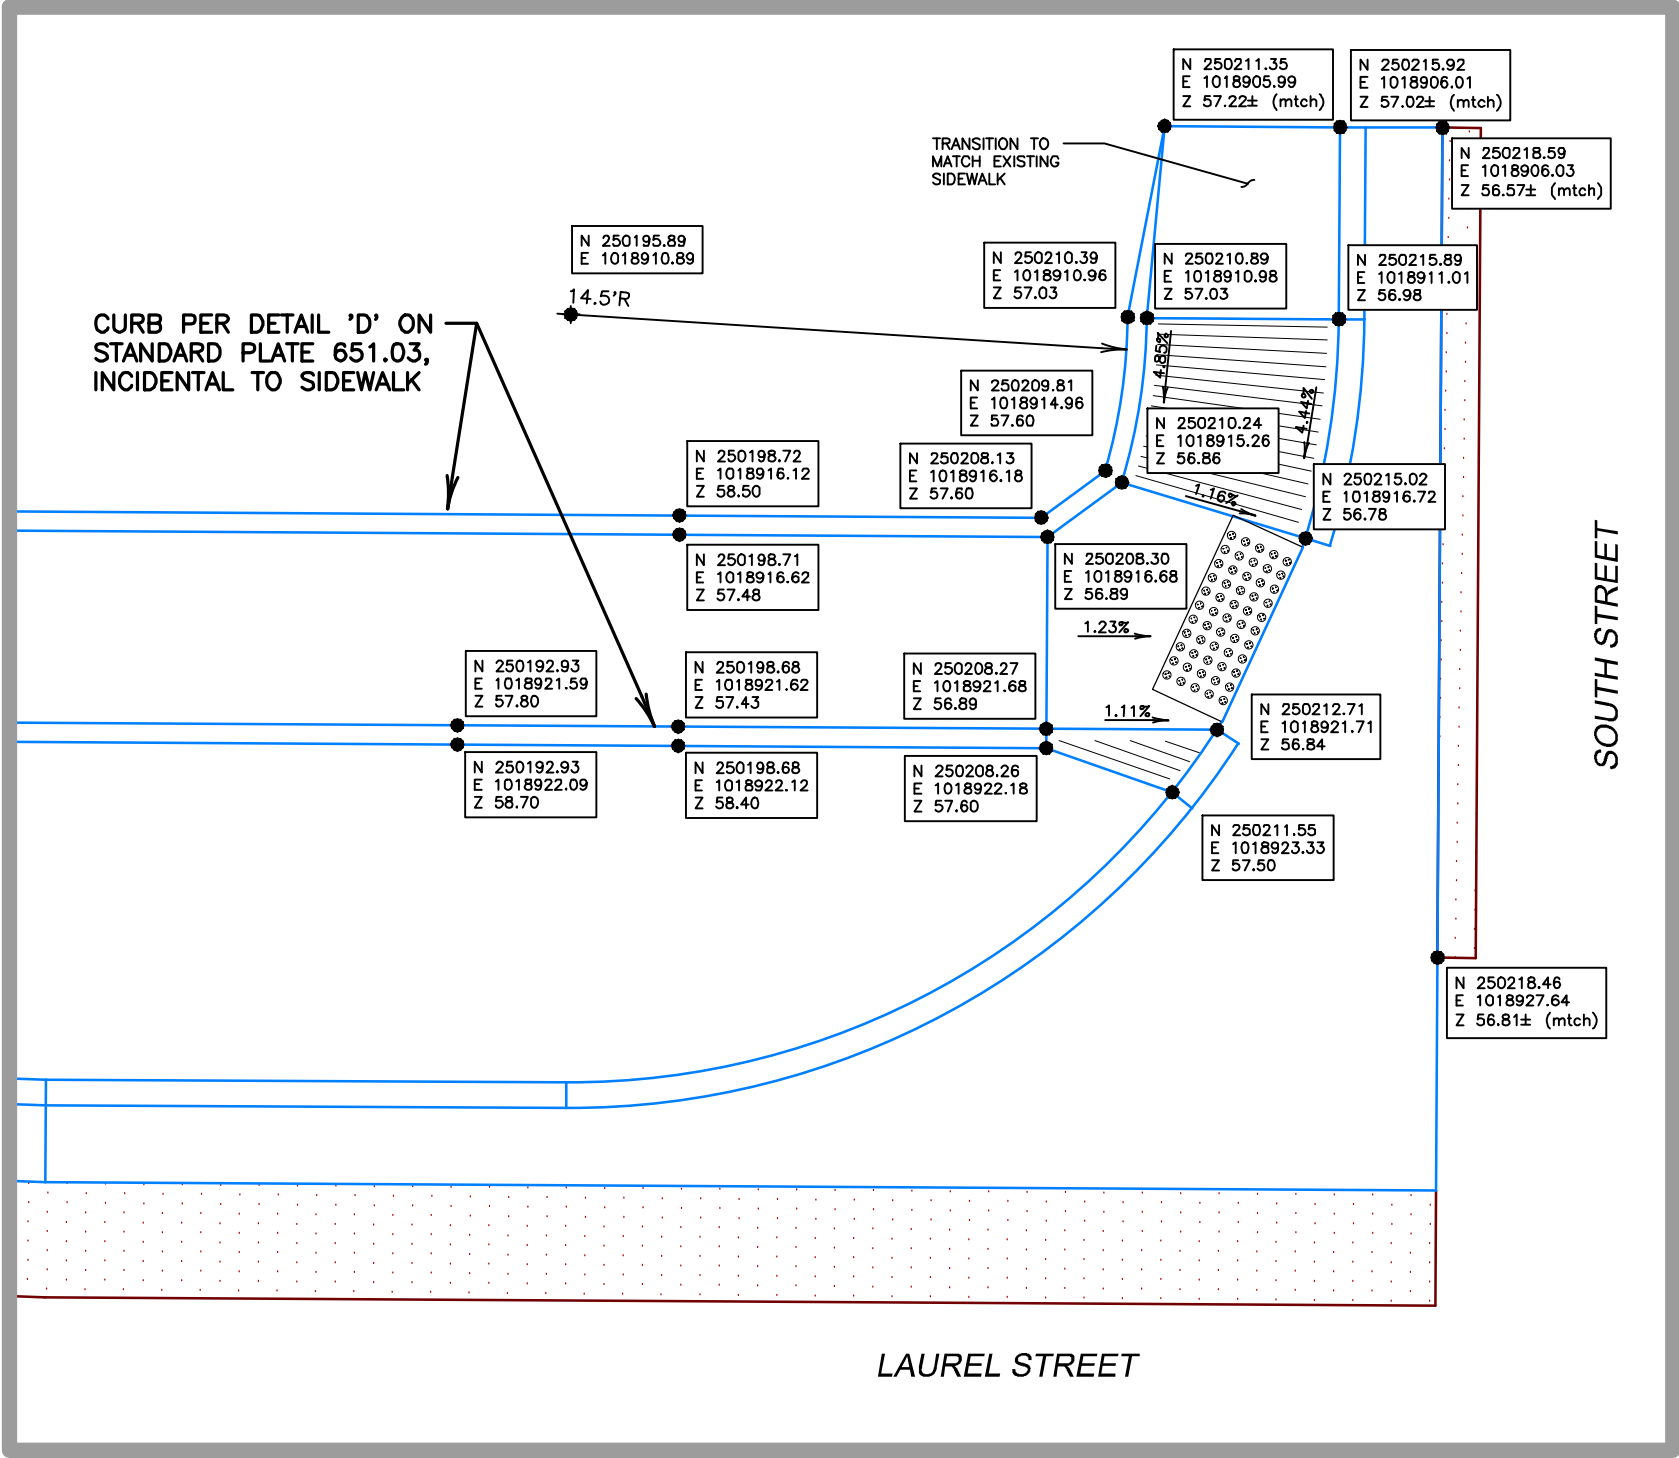 N 250211.35
E 1018905.99
Z 57.22± (mtch)
N 250215.92
E 1018906.01
Z 57.02± (mtch)
TRANSITION TO
MATCH EXISTING
SIDEWALK
N 250218.59
E 1018906.03
Z 56.57± (mtch)
N 250195.89
E 1018910.89
14.5'R
N 250210.39
E 1018910.96
Z 57.03
N 250210.89
E 1018910.98
Z 57.03
N 250215.89
E 1018911.01
Z 56.98
CURB PER DETAIL 'D' ON
STANDARD PLATE 651.03,
INCIDENTAL TO SIDEWALK
4.85%
4.44%
N 250209.81
E 1018914.96
Z 57.60
N 250210.24
E 1018915.26
Z 56.86
N 250198.72
E 1018916.12
Z 58.50
N 250208.13
E 1018916.18
Z 57.60
N 250215.02
E 1018916.72
Z 56.78
1.16%
N 250198.71
E 1018916.62
Z 57.48
N 250208.30
E 1018916.68
Z 56.89
1.23%
SOUTH STREET
N 250192.93
E 1018921.59
Z 57.80
N 250198.68
E 1018921.62
Z 57.43
N 250208.27
E 1018921.68
Z 56.89
1.11%
N 250212.71
E 1018921.71
Z 56.84
N 250192.93
E 1018922.09
Z 58.70
N 250198.68
E 1018922.12
Z 58.40
N 250208.26
E 1018922.18
Z 57.60
N 250211.55
E 1018923.33
Z 57.50
N 250218.46
E 1018927.64
Z 56.81± (mtch)
LAUREL STREET